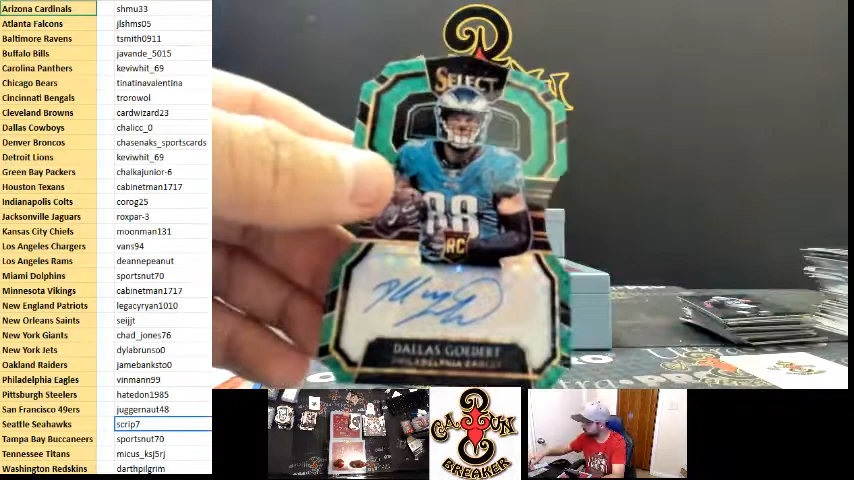 Arizona Cardinals shmu33
Atlanta Falcons jlshms05
Baltimore Ravens tsmith0911
Buffalo Bills javande_5015
Carolina Panthers keviwhit_69
Chicago Bears tinatinavalentina
Cincinnati Bengals trorowol
Cleveland Browns cardwizard23
Dallas Cowboys chalicc_0
Denver Broncos chasenaks_sportscards
Detroit Lions keviwhit_69
Green Bay Packers chalkajunior-6
Houston Texans cabinetman1717
Indianapolis Colts corog25
Jacksonville Jaguars roxpar-3
Kansas City Chiefs moonman131
Los Angeles Chargers vans94
Los Angeles Rams deannepeanut
Miami Dolphins sportsnut70
Minnesota Vikings cabinetman1717
New England Patriots legacyryan1010
New Orleans Saints seijjt
New York Giants chad_jones76
New York Jets dylabruns0
Oakland Raiders jamebankst0
Philadelphia Eagles vinmann99
Pittsburgh Steelers hatedon1985
San Francisco 49ers juggernaut48
Seattle Seahawks scrip7
Tampa Bay Buccaneers sportsnut70
Tennessee Titans micus_ksj5rj
Washington Redskins darthpilgrim
SELECT
88
RC
DALLAS GOEDERT
PHILADELPHIA EAGLES
CAJUN
BREAKER